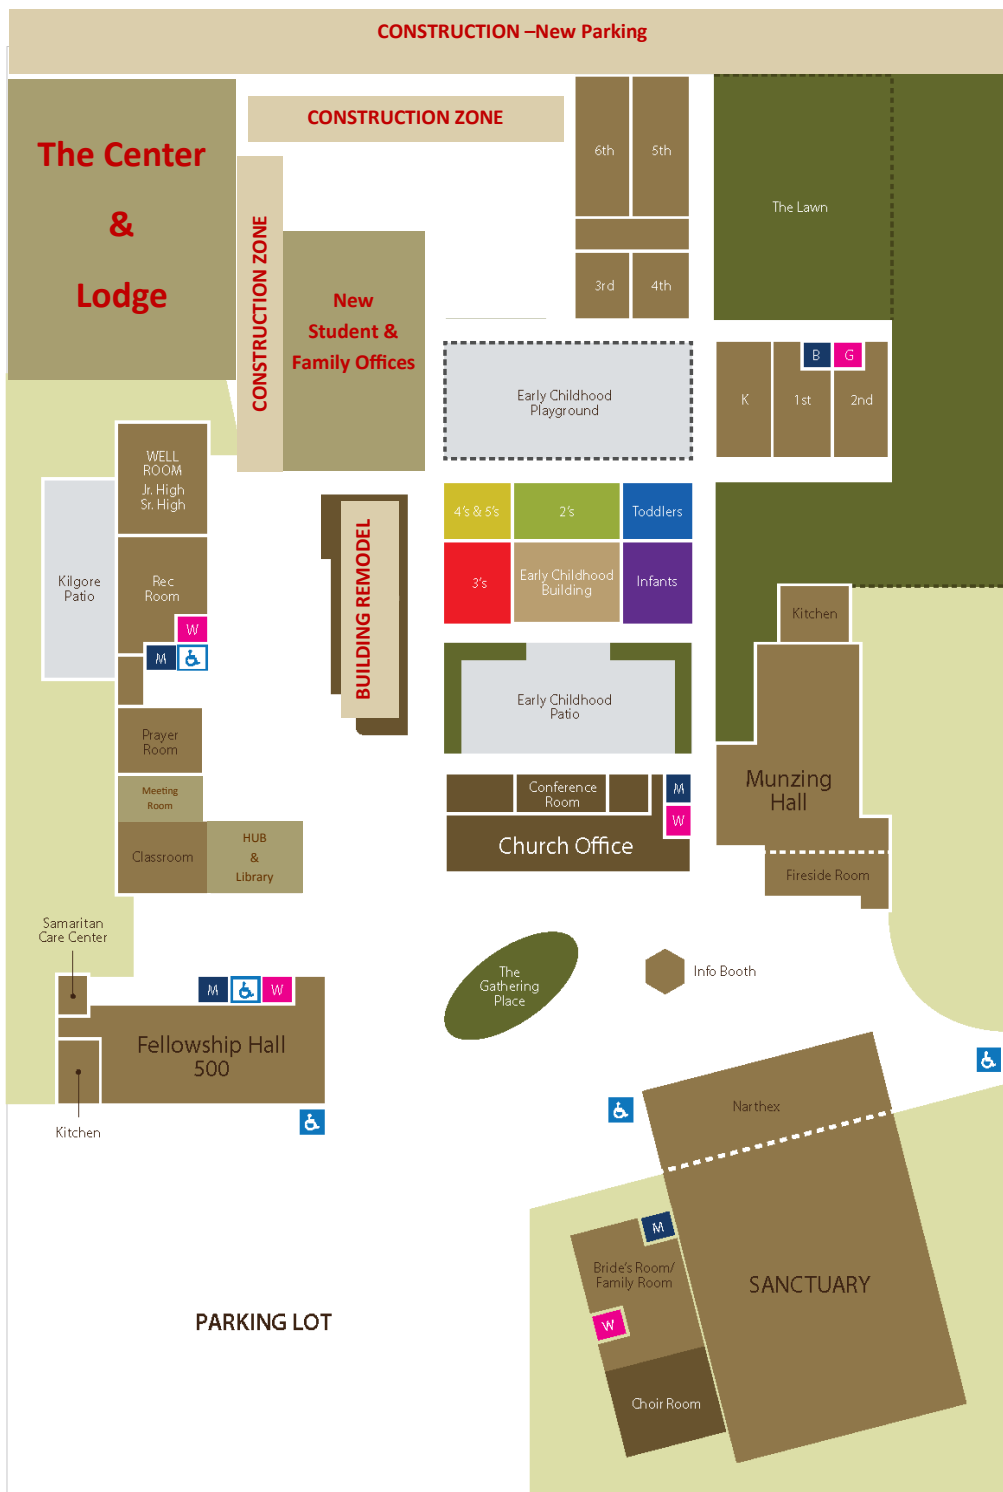 CONSTRUCTION –New Parking
CONSTRUCTION ZONE
The Center
&
Lodge
CONSTRUCTION ZONE
New
Student &
Family Offices
6th
5th
3rd
4th
The Lawn
Early Childhood
Playground
B
G
K
1st
2nd
WELL
ROOM
Jr. High
Sr. High
Kilgore
Patio
Rec
Room
W
M
BUILDING REMODEL
4's & 5's
2's
Toddlers
3's
Early Childhood
Building
Infants
Kitchen
Early Childhood
Patio
Prayer
Room
Meeting
Room
Classroom
HUB
&
Library
Conference
Room
M
W
Church Office
Munzing
Hall
Fireside Room
Samaritan
Care Center
The
Gathering
Place
Info Booth
M
W
Fellowship Hall
500
Kitchen
Narthex
M
Bride's Room/
Family Room
W
SANCTUARY
Choir Room
PARKING LOT